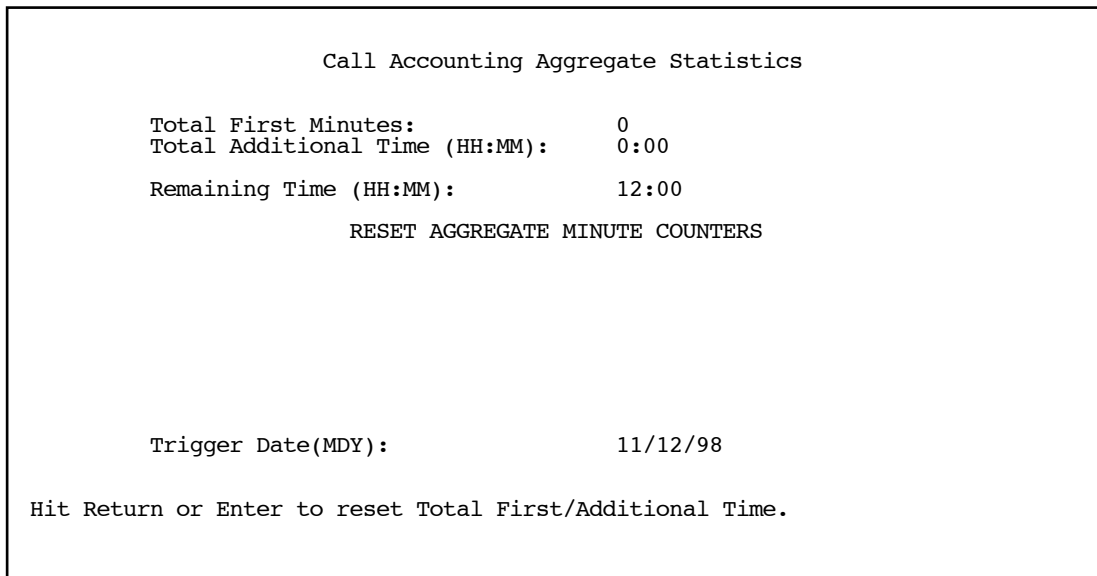 Call Accounting Aggregate Statistics
Total First Minutes: 0
Total Additional Time (HH:MM): 0:00
Remaining Time (HH:MM): 12:00
RESET AGGREGATE MINUTE COUNTERS
Trigger Date(MDY): 11/12/98
Hit Return or Enter to reset Total First/Additional Time.